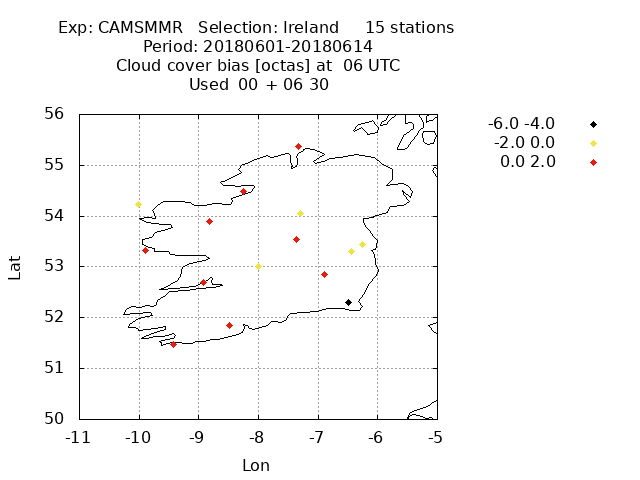 Exp: CAMSMMR   Selection: Ireland     15 stations
Period: 20180601-20180614
Cloud cover bias [octas] at  06 UTC
Used  00  + 06 30
-6.0 -4.0
-2.0 0.0
0.0 2.0
56
55
54
53
52
51
50
Lat
-11 -10 -9 -8 -7 -6 -5
Lon